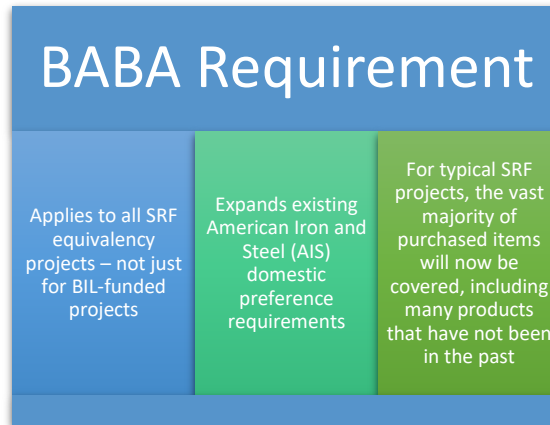 BABA Requirement
Applies to all SRF
equivalency
projects – not just
for BIL-funded
projects
Expands existing
American Iron and
Steel (AIS)
domestic
preference
requirements
For typical SRF
projects, the vast
majority of
purchased items
will now be
covered, including
many products
that have not been
in the past